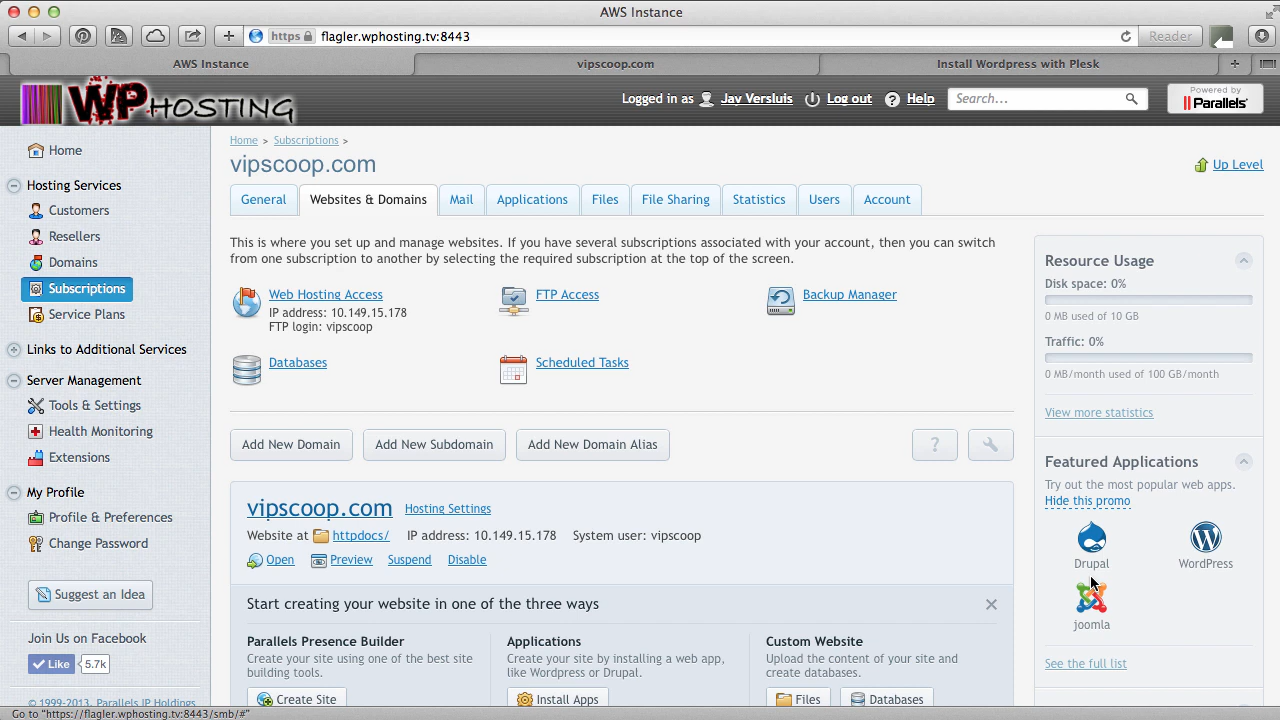 AWS Instance
https
flagler.wphosting.tv:8443
Reader
AWS Instance
vipscoop.com
Install Wordpress with Plesk
WPHOSTING
Logged in as Jay Versluis
Log out
Help
Search...
Powered by
Parallels
Home
Hosting Services
Customers
Resellers
Domains
Subscriptions
Service Plans
Links to Additional Services
Server Management
Tools & Settings
Health Monitoring
Extensions
My Profile
Profile & Preferences
Change Password
Suggest an Idea
Join Us on Facebook
Like 5.7k
© 1999-2013. Parallels IP Holdings
Go to "https://flagler.wphosting.tv:8443/smb/#"
Home > Subscriptions >
vipscoop.com
Up Level
General
Websites & Domains
Mail
Applications
Files
File Sharing
Statistics
Users
Account
This is where you set up and manage websites. If you have several subscriptions associated with your account, then you can switch
from one subscription to another by selecting the required subscription at the top of the screen.
Web Hosting Access
IP address: 10.149.15.178
FTP login: vipscoop
FTP Access
Backup Manager
Databases
Scheduled Tasks
Add New Domain
Add New Subdomain
Add New Domain Alias
?
vipscoop.com Hosting Settings
Website at httpdocs/ IP address: 10.149.15.178 System user: vipscoop
Open Preview Suspend Disable
Start creating your website in one of the three ways
Parallels Presence Builder
Create your site using one of the best site
building tools.
Create Site
Applications
Create your site by installing a web app,
like WordPress or Drupal.
Install Apps
Custom Website
Upload the content of your site and
create databases.
Files
Databases
Resource Usage
Disk space: 0%
0 MB used of 10 GB
Traffic: 0%
0 MB/month used of 100 GB/month
View more statistics
Featured Applications
Try out the most popular web apps.
Hide this promo
Drupal
WordPress
joomla
See the full list